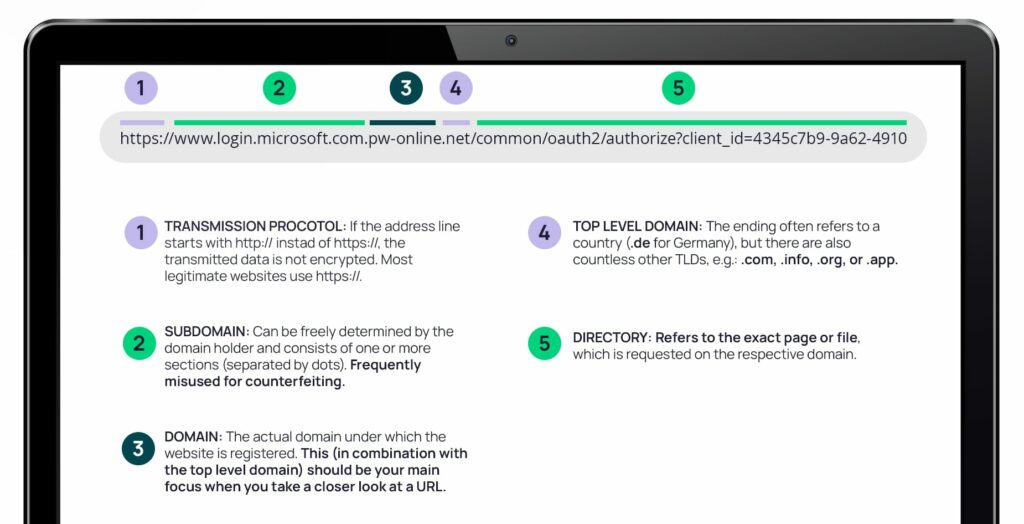 1 2 3 4 5
https://www.login.microsoft.com.pw-online.net/common/oauth2/authorize?client_id=4345c7b9-9a62-4910
1 TRANSMISSION PROCOTOL: If the address line
starts with http:// instad of https://, the
transmitted data is not encrypted. Most
legitimate websites use https://.
2 SUBDOMAIN: Can be freely determined by the
domain holder and consists of one or more
sections (separated by dots). Frequently
misused for counterfeiting.
3 DOMAIN: The actual domain under which the
website is registered. This (in combination with
the top level domain) should be your main
focus when you take a closer look at a URL.
4 TOP LEVEL DOMAIN: The ending often refers to a
country (.de for Germany), but there are also
countless other TLDs, e.g.: .com, .info, .org, or .app.
5 DIRECTORY: Refers to the exact page or file,
which is requested on the respective domain.